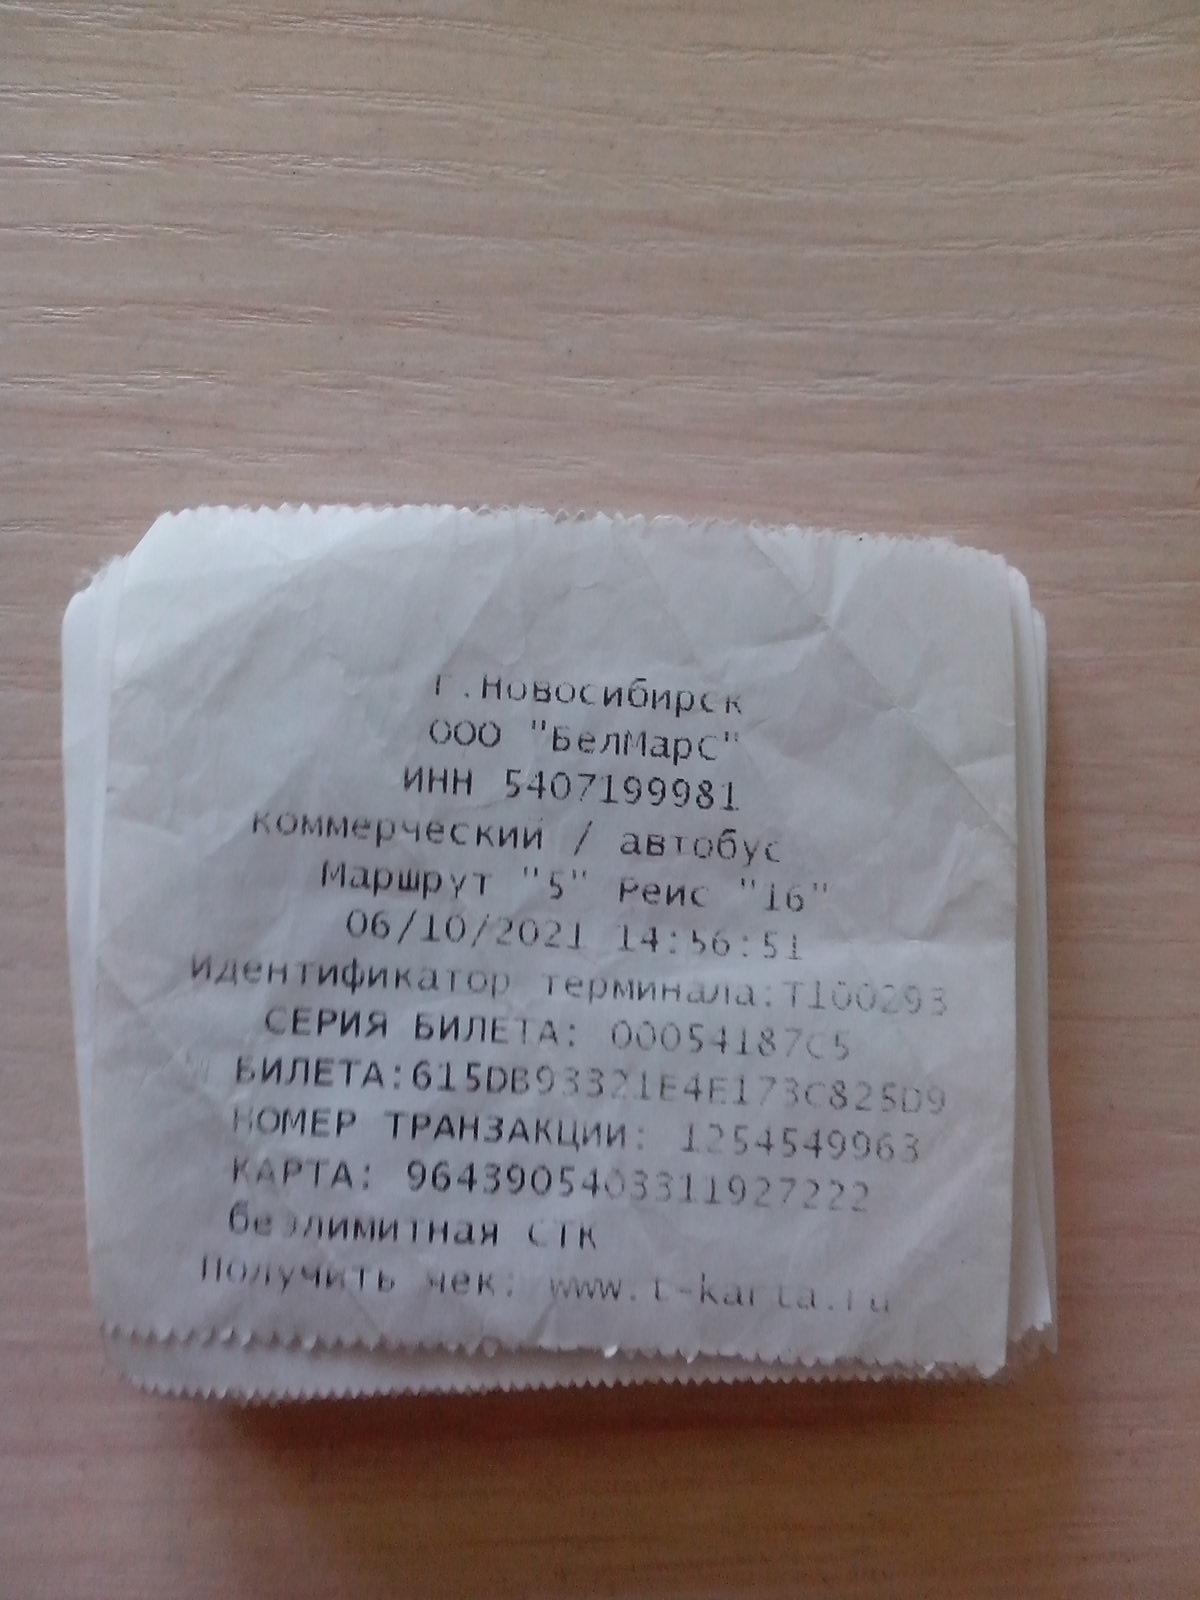 г.Новосибирск
ООО "БелМарС"
ИНН 5407199981
коммерческий / автобус
Маршрут "5" Рейс "16"
06/10/2021 14:56:51
идентификатор терминала:T100293
СЕРИЯ БИЛЕТА: 00054187C5
БИЛЕТА:615DB93321E4E173C825D9
НОМЕР ТРАНЗАКЦИИ: 1254549963
КАРТА: 9643905403311927222
безлимитная СТК
Получить чек: www.t-karta.ru